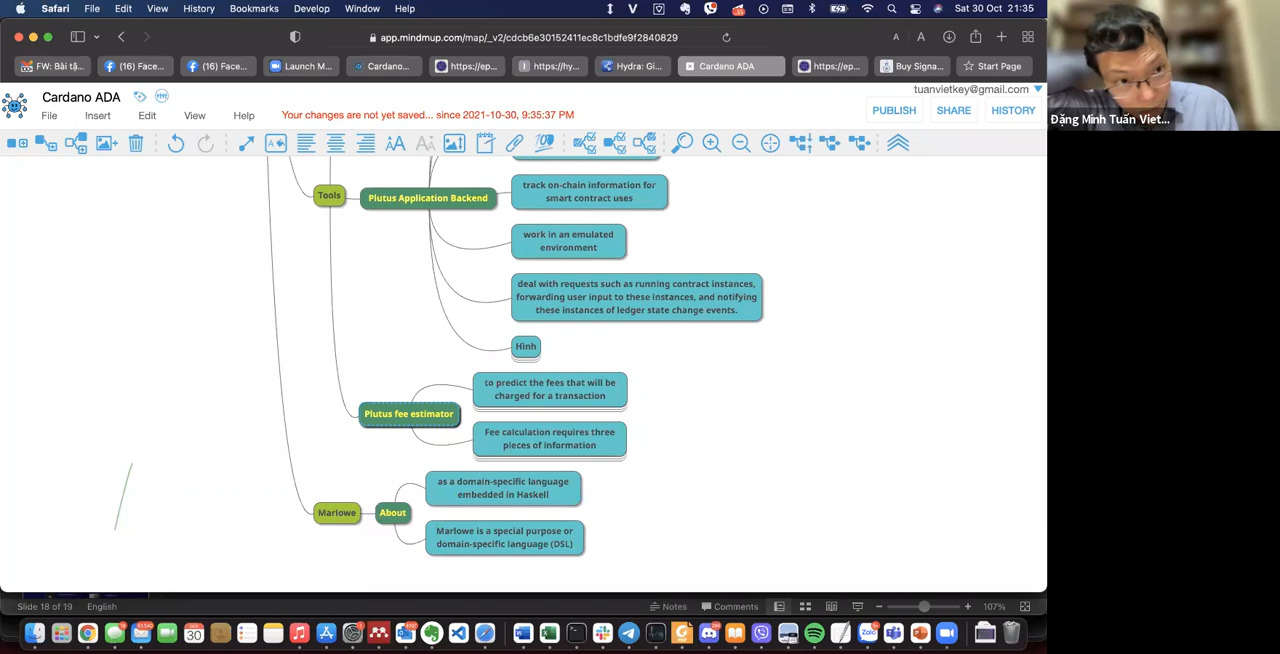 Safari File Edit View History Bookmarks Develop Window Help Sat 30 Oct 21:35
app.mindmup.com/map/_v2/cdcb6e30152411ec8c1bdfe9f2840829
FW: Bài tậ... (16) Face... (16) Face... Launch M... Cardano... https://ep... https://hy... Hydra: Gi... Cardano ADA https://ep... Buy Signa... Start Page
tuanvietkey@gmail.com
Cardano ADA
File Insert Edit View Help
Your changes are not yet saved... since 2021-10-30, 9:35:37 PM
PUBLISH SHARE HISTORY
Đặng Minh Tuấn Viet...
Tools
Plutus Application Backend
track on-chain information for
smart contract uses
work in an emulated
environment
deal with requests such as running contract instances,
forwarding user input to these instances, and notifying
these instances of ledger state change events.
Hình
Plutus fee estimator
to predict the fees that will be
charged for a transaction
Fee calculation requires three
pieces of information
Marlowe
About
as a domain-specific language
embedded in Haskell
Marlowe is a special purpose or
domain-specific language (DSL)
Slide 18 of 19 English Notes Comments 107%